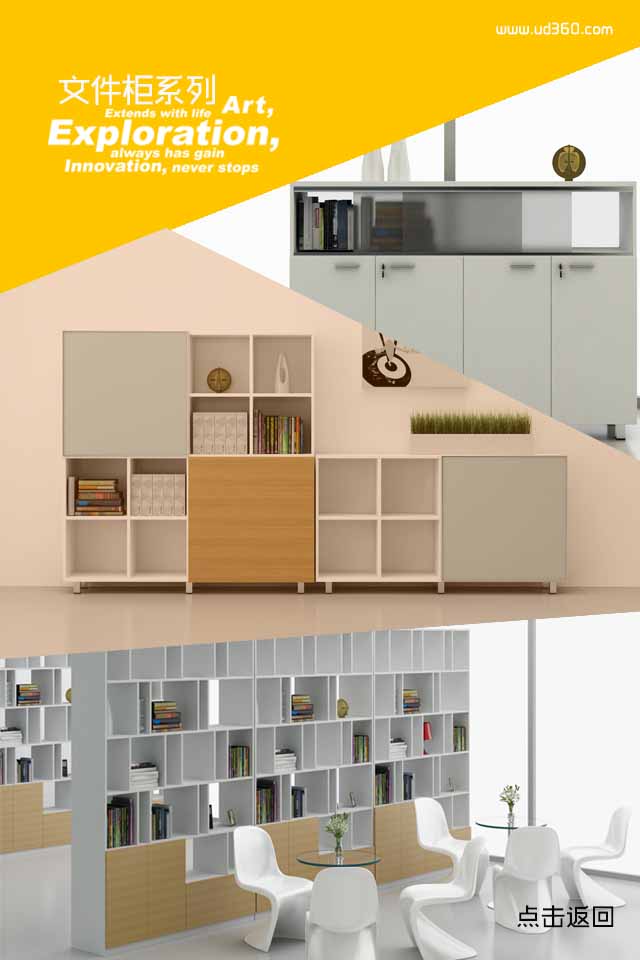 www.ud360.com
文件柜系列
Extends with life Art,
Exploration,
always has gain
Innovation, never stops
点击返回